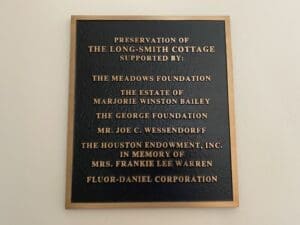 PRESERVATION OF
THE LONG-SMITH COTTAGE
SUPPORTED BY:
THE MEADOWS FOUNDATION
THE ESTATE OF
MARJORIE WINSTON BAILEY
THE GEORGE FOUNDATION
MR. JOE C. WESSENDORFF
THE HOUSTON ENDOWMENT, INC.
IN MEMORY OF
MRS. FRANKIE LEE WARREN
FLUOR-DANIEL CORPORATION